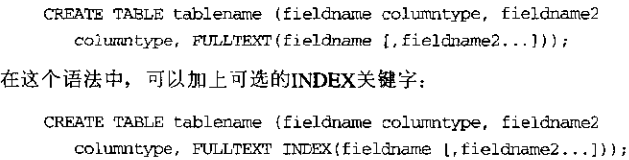 CREATE TABLE tablename (fieldname columntype, fieldname2
columntype, FULLTEXT(fieldname [,fieldname2...]));
在这个语法中，可以加上可选的INDEX关键字：
CREATE TABLE tablename (fieldname columntype, fieldname2
columntype, FULLTEXT INDEX(fieldname [,fieldname2...]));